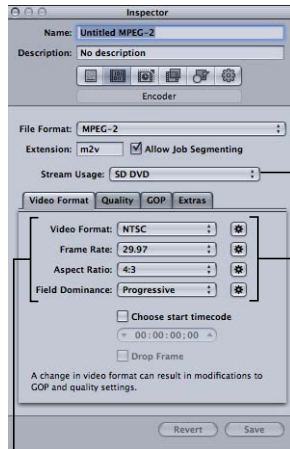 Inspector
Name: Untitled MPEG-2
Description: No description
Encoder
File Format: MPEG-2
Extension: m2v Allow Job Segmenting
Stream Usage: SD DVD
Video Format Quality GOP Extras
Video Format: NTSC
Frame Rate: 29.97
Aspect Ratio: 4:3
Field Dominance: Progressive
Choose start timecode
00:00:00;00
Drop Frame
A change in video format can result in modifications to
GOP and quality settings.
Revert Save